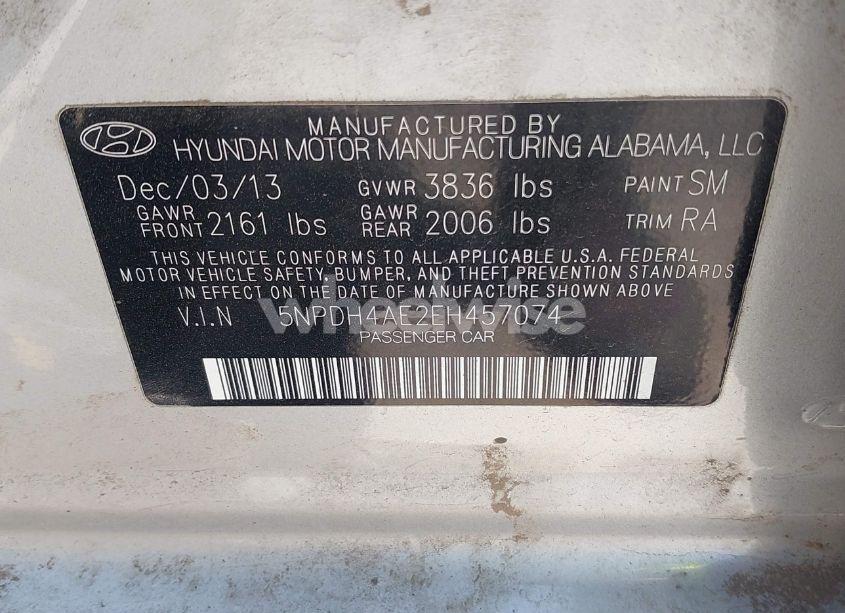 MANUFACTURED BY
HYUNDAI MOTOR MANUFACTURING ALABAMA, LLC
Dec/03/13 GVWR 3836 lbs PAINT SM
GAWR FRONT 2161 lbs GAWR REAR 2006 lbs TRIM RA
THIS VEHICLE CONFORMS TO ALL APPLICABLE U.S.A. FEDERAL
MOTOR VEHICLE SAFETY, BUMPER, AND THEFT PREVENTION STANDARDS
IN EFFECT ON THE DATE OF MANUFACTURE SHOWN ABOVE.
V.I.N 5NPDH4AE2EH457074
PASSENGER CAR
wheelwise